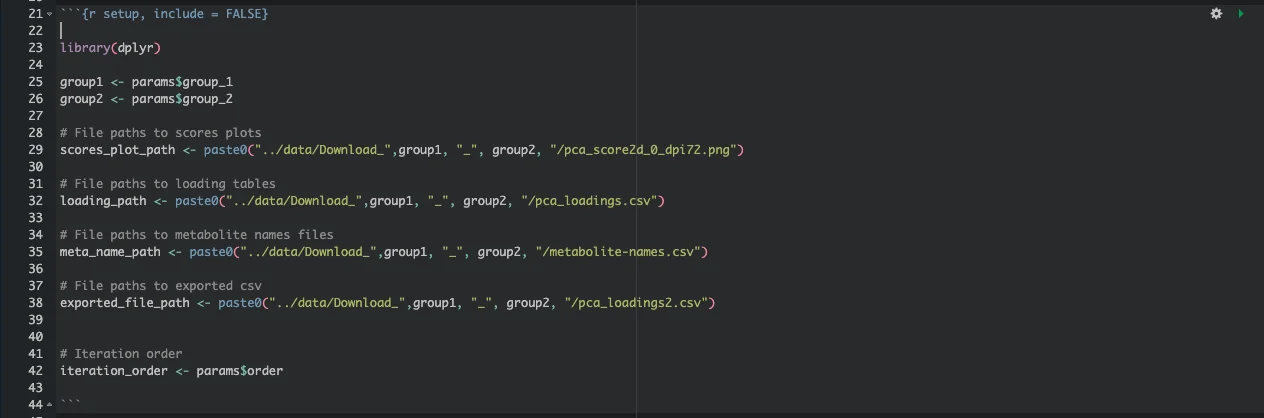 21 ```{r setup, include = FALSE}
22
23 library(dplyr)
24
25 group1 <- params$group_1
26 group2 <- params$group_2
27
28 # File paths to scores plots
29 scores_plot_path <- paste0("../data/Download_",group1, "_", group2, "/pca_score2d_0_dpi72.png")
30
31 # File paths to loading tables
32 loading_path <- paste0("../data/Download_",group1, "_", group2, "/pca_loadings.csv")
33
34 # File paths to metabolite names files
35 meta_name_path <- paste0("../data/Download_",group1, "_", group2, "/metabolite-names.csv")
36
37 # File paths to exported csv
38 exported_file_path <- paste0("../data/Download_",group1, "_", group2, "/pca_loadings2.csv")
39
40
41 # Iteration order
42 iteration_order <- params$order
43
44 ```